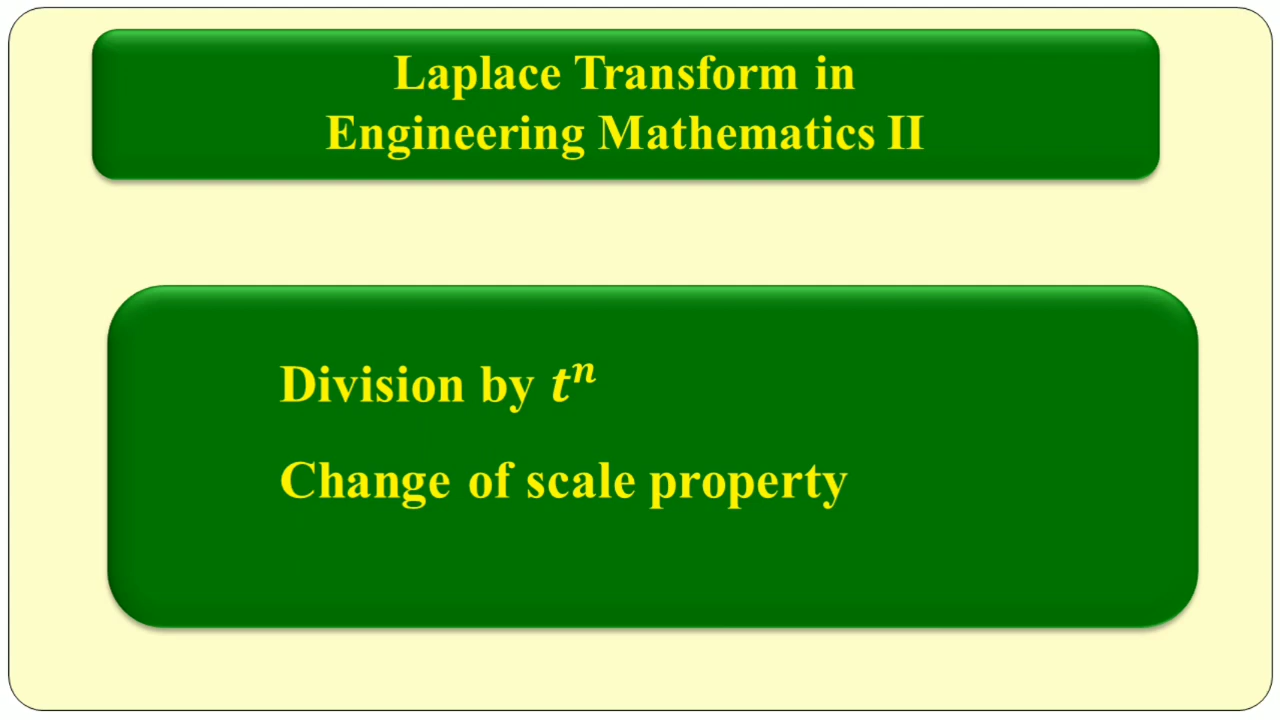 Laplace Transform in
Engineering Mathematics II
Division by tⁿ
Change of scale property